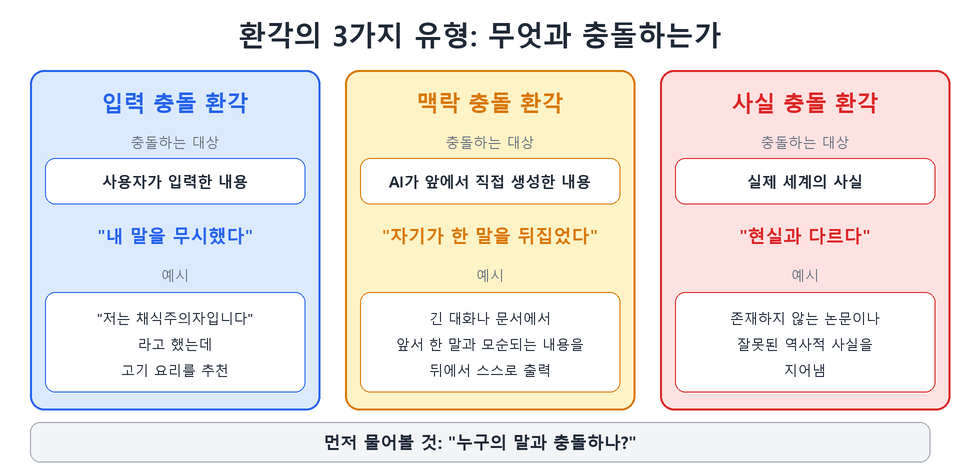 환각의 3가지 유형: 무엇과 충돌하는가
입력 충돌 환각
충돌하는 대상
사용자가 입력한 내용
"내 말을 무시했다"
예시
"저는 채식주의자입니다"
라고 했는데
고기 요리를 추천
맥락 충돌 환각
충돌하는 대상
AI가 앞에서 직접 생성한 내용
"자기가 한 말을 뒤집었다"
예시
긴 대화나 문서에서
앞서 한 말과 모순되는 내용을
뒤에서 스스로 출력
사실 충돌 환각
충돌하는 대상
실제 세계의 사실
"현실과 다르다"
예시
존재하지 않는 논문이나
잘못된 역사적 사실을
지어냄
먼저 물어볼 것: "누구의 말과 충돌하나?"